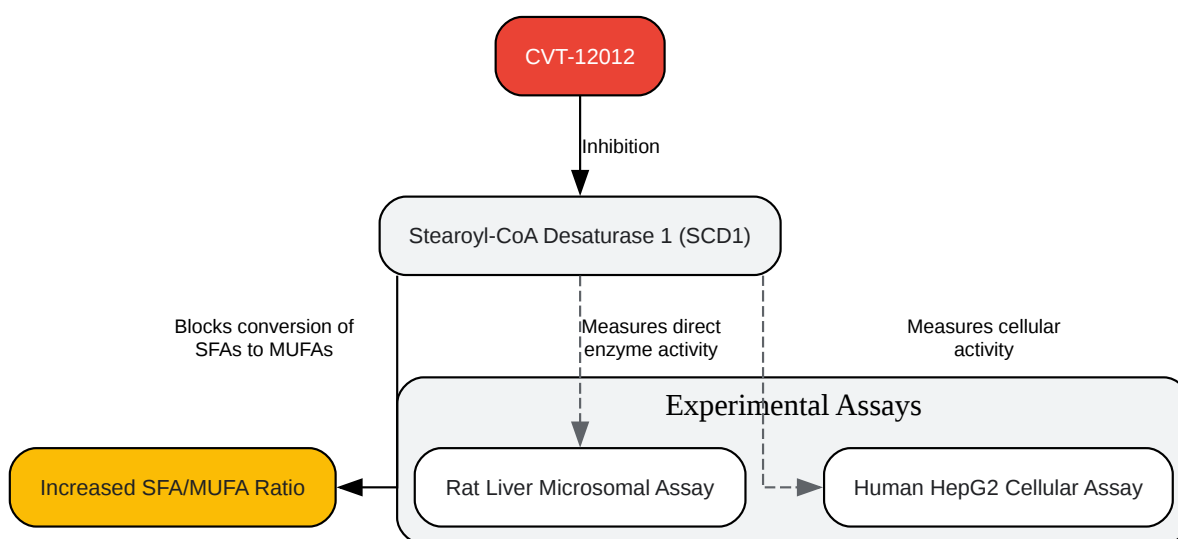 CVT-12012
Inhibition
Stearoyl-CoA Desaturase 1 (SCD1)
Blocks conversion of
SFAs to MUFAs
Measures direct
enzyme activity
Measures cellular
activity
Experimental Assays
Increased SFA/MUFA Ratio
Rat Liver Microsomal Assay
Human HepG2 Cellular Assay